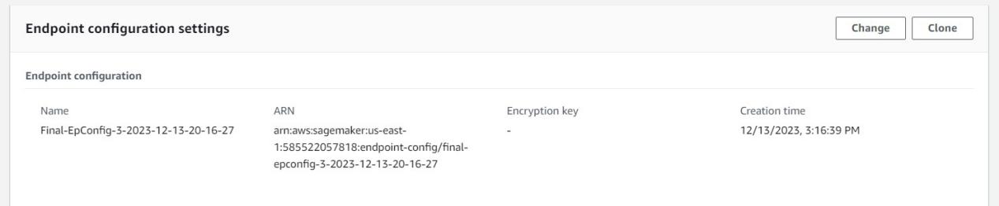 Endpoint configuration settings
Change
Clone
Endpoint configuration
Name
Final-EpConfig-3-2023-12-13-20-16-27
ARN
arn:aws:sagemaker:us-east-
1:585522057818:endpoint-config/final-
epconfig-3-2023-12-13-20-16-27
Encryption key
-
Creation time
12/13/2023, 3:16:39 PM